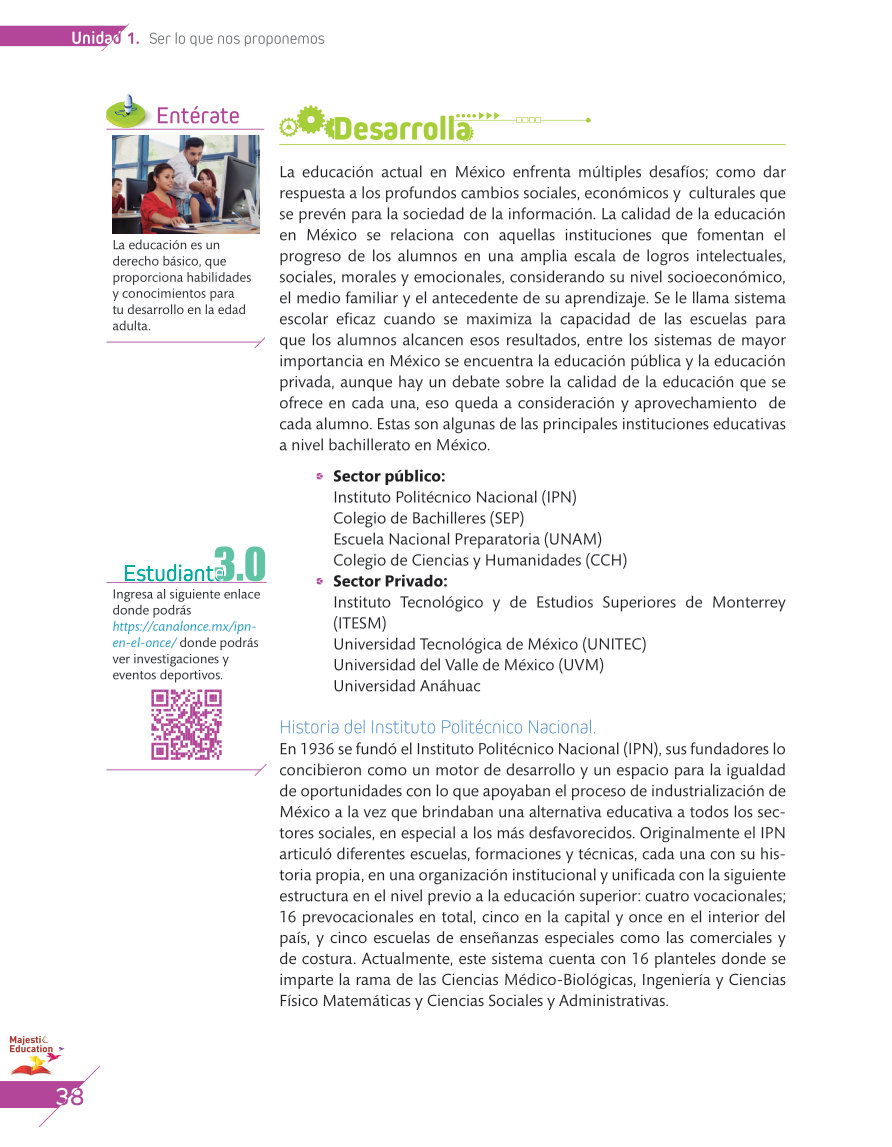 Unidad 1. Ser lo que nos proponemos
Entérate
La educación es un
derecho básico, que
proporciona habilidades
y conocimientos para
tu desarrollo en la edad
adulta.
Estudiante 3.0
Ingresa al siguiente enlace
donde podrás
https://canalonce.mx/ipn-
en-el-once/ donde podrás
ver investigaciones y
eventos deportivos.
Desarrolla
La educación actual en México enfrenta múltiples desafíos; como dar
respuesta a los profundos cambios sociales, económicos y culturales que
se prevén para la sociedad de la información. La calidad de la educación
en México se relaciona con aquellas instituciones que fomentan el
progreso de los alumnos en una amplia escala de logros intelectuales,
sociales, morales y emocionales, considerando su nivel socioeconómico,
el medio familiar y el antecedente de su aprendizaje. Se le llama sistema
escolar eficaz cuando se maximiza la capacidad de las escuelas para
que los alumnos alcancen esos resultados, entre los sistemas de mayor
importancia en México se encuentra la educación pública y la educación
privada, aunque hay un debate sobre la calidad de la educación que se
ofrece en cada una, eso queda a consideración y aprovechamiento de
cada alumno. Estas son algunas de las principales instituciones educativas
a nivel bachillerato en México.
Sector público:
Instituto Politécnico Nacional (IPN)
Colegio de Bachilleres (SEP)
Escuela Nacional Preparatoria (UNAM)
Colegio de Ciencias y Humanidades (CCH)
Sector Privado:
Instituto Tecnológico y de Estudios Superiores de Monterrey
(ITESM)
Universidad Tecnológica de México (UNITEC)
Universidad del Valle de México (UVM)
Universidad Anáhuac
Historia del Instituto Politécnico Nacional.
En 1936 se fundó el Instituto Politécnico Nacional (IPN), sus fundadores lo
concibieron como un motor de desarrollo y un espacio para la igualdad
de oportunidades con lo que apoyaban el proceso de industrialización de
México a la vez que brindaban una alternativa educativa a todos los sec-
tores sociales, en especial a los más desfavorecidos. Originalmente el IPN
articuló diferentes escuelas, formaciones y técnicas, cada una con su his-
toria propia, en una organización institucional y unificada con la siguiente
estructura en el nivel previo a la educación superior: cuatro vocacionales;
16 prevocacionales en total, cinco en la capital y once en el interior del
país, y cinco escuelas de enseñanzas especiales como las comerciales y
de costura. Actualmente, este sistema cuenta con 16 planteles donde se
imparte la rama de las Ciencias Médico-Biológicas, Ingeniería y Ciencias
Físico Matemáticas y Ciencias Sociales y Administrativas.
Majestic
Education
38